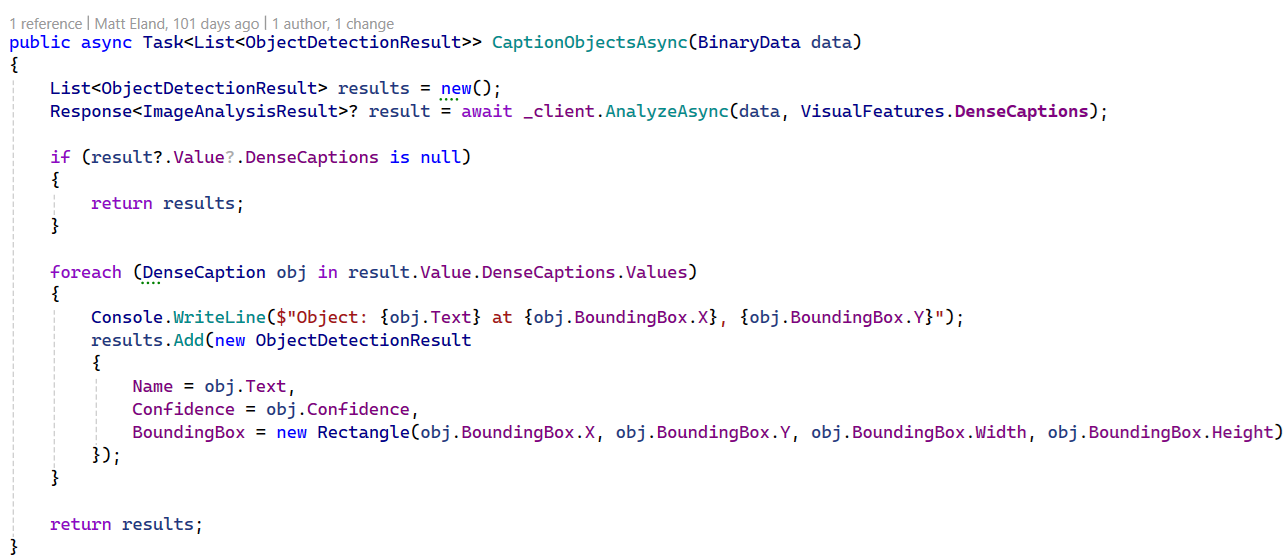 1 reference | Matt Eland, 101 days ago | 1 author, 1 change
public async Task<List<ObjectDetectionResult>> CaptionObjectsAsync(BinaryData data)
{
    List<ObjectDetectionResult> results = new();
    Response<ImageAnalysisResult>? result = await _client.AnalyzeAsync(data, VisualFeatures.DenseCaptions);

    if (result?.Value?.DenseCaptions is null)
    {
        return results;
    }

    foreach (DenseCaption obj in result.Value.DenseCaptions.Values)
    {
        Console.WriteLine($"Object: {obj.Text} at {obj.BoundingBox.X}, {obj.BoundingBox.Y}");
        results.Add(new ObjectDetectionResult
        {
            Name = obj.Text,
            Confidence = obj.Confidence,
            BoundingBox = new Rectangle(obj.BoundingBox.X, obj.BoundingBox.Y, obj.BoundingBox.Width, obj.BoundingBox.Height)
        });
    }

    return results;
}